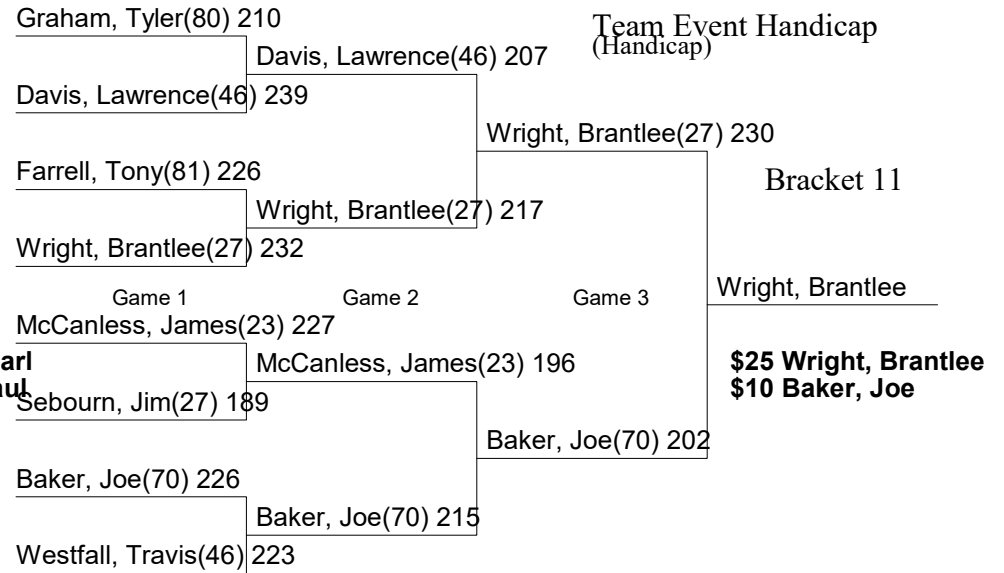 Graham, Tyler(80) 210
Team Event Handicap
(Handicap)
Davis, Lawrence(46) 207
Davis, Lawrence(46) 239
Wright, Brantlee(27) 230
Farrell, Tony(81) 226
Bracket 11
Wright, Brantlee(27) 217
Wright, Brantlee(27) 232
Game 1 Game 2 Game 3
Wright, Brantlee
McCanless, James(23) 227
McCanless, James(23) 196
$25 Wright, Brantlee
$10 Baker, Joe
Sebourn, Jim(27) 189
Baker, Joe(70) 202
Baker, Joe(70) 226
Baker, Joe(70) 215
Westfall, Travis(46) 223